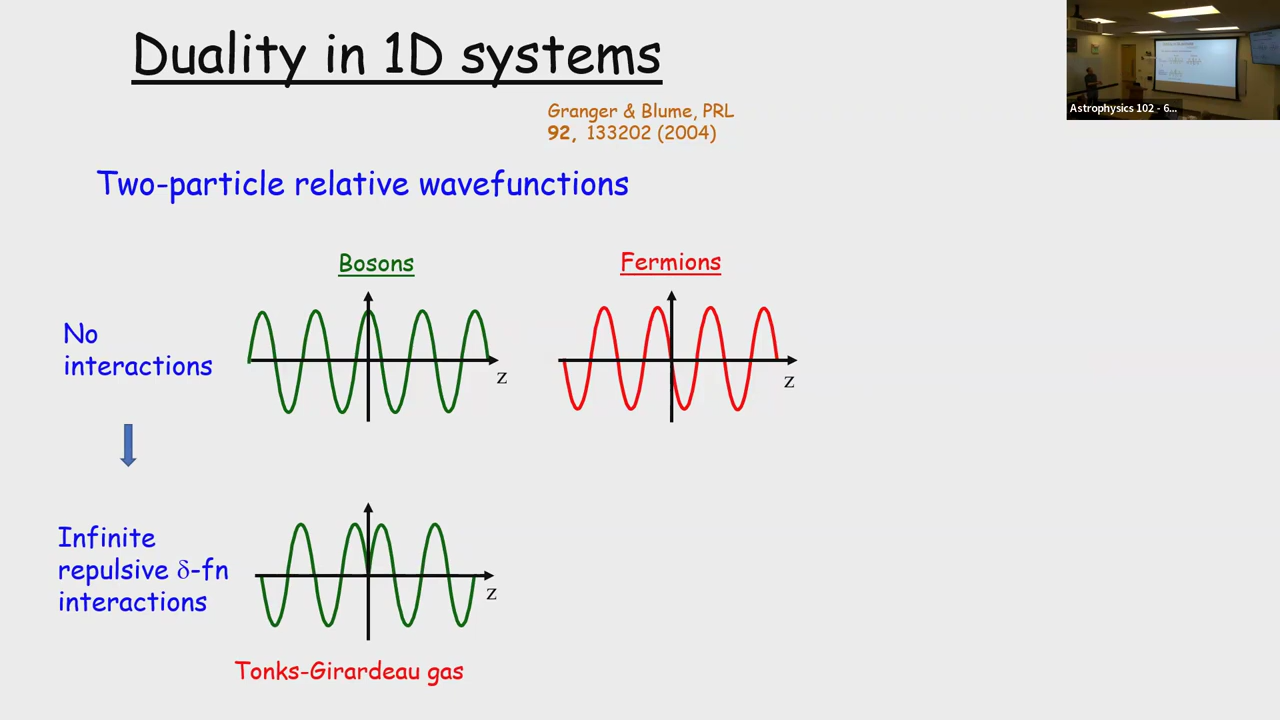 Duality in 1D systems
Granger & Blume, PRL
92, 133202 (2004)
Astrophysics 102 - 6...
Two-particle relative wavefunctions
Bosons
Fermions
No
interactions
z
z
Infinite
repulsive δ-fn
interactions
z
Tonks-Girardeau gas